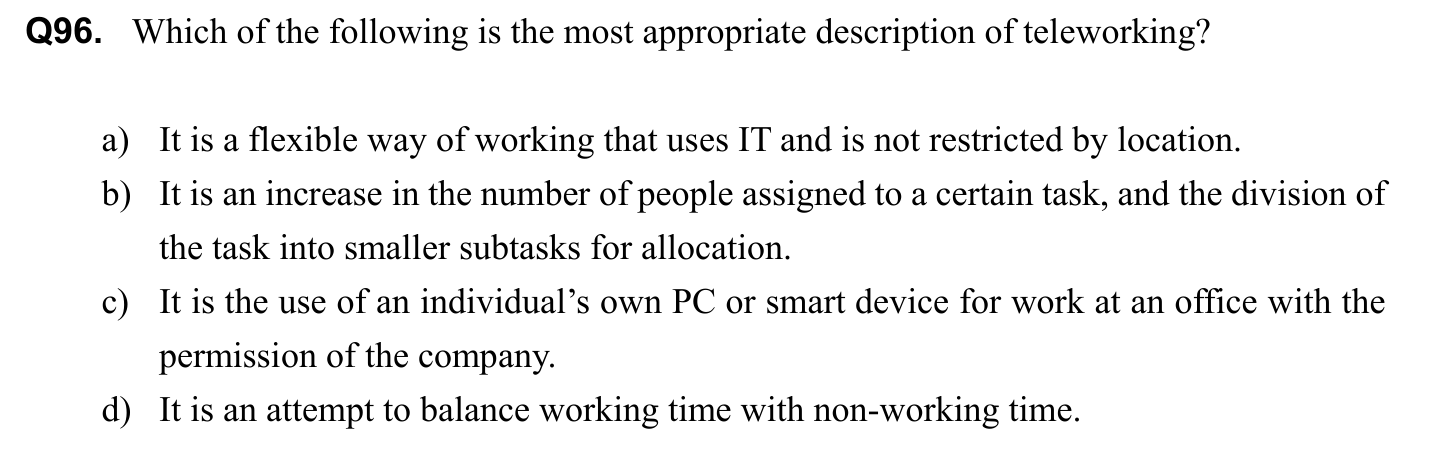 Q96. Which of the following is the most appropriate description of teleworking?
a) It is a flexible way of working that uses IT and is not restricted by location.
b) It is an increase in the number of people assigned to a certain task, and the division of
the task into smaller subtasks for allocation.
c) It is the use of an individual’s own PC or smart device for work at an office with the
permission of the company.
d) It is an attempt to balance working time with non-working time.